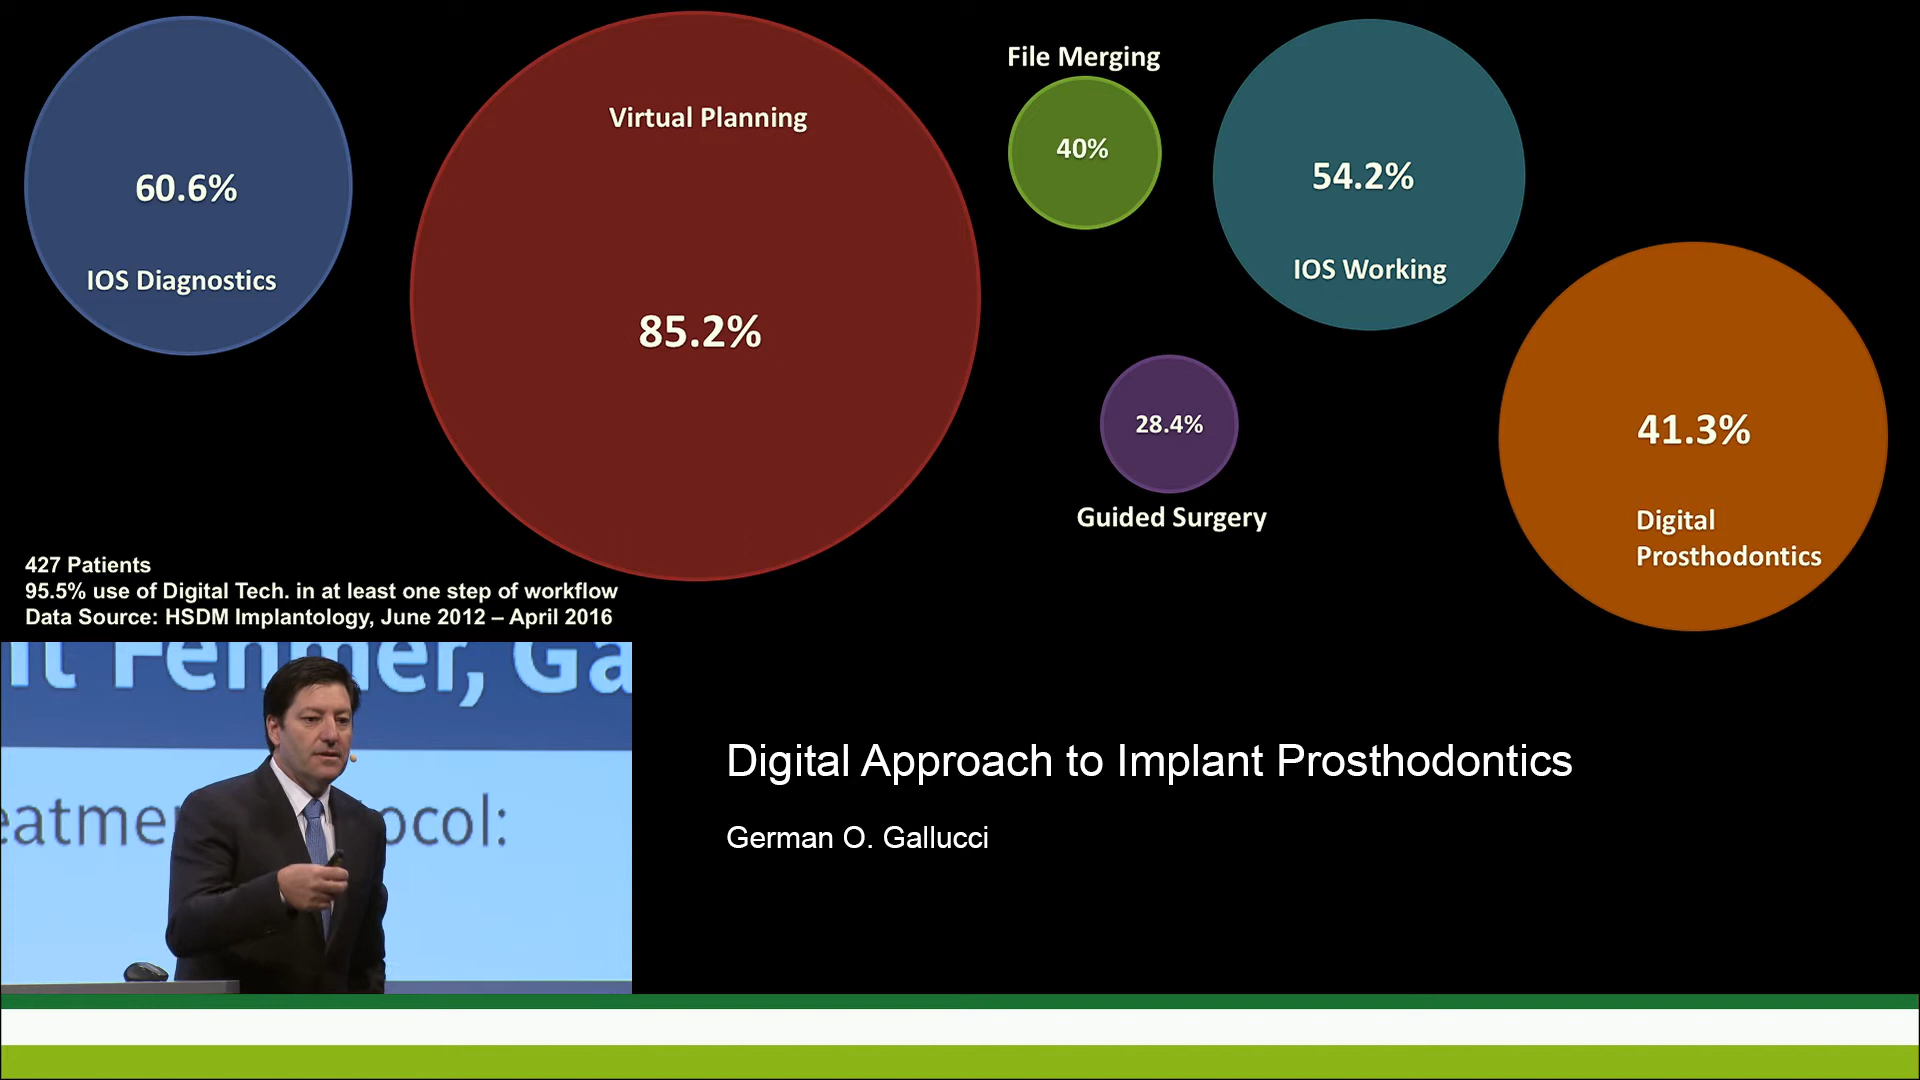 File Merging
Virtual Planning
40%
60.6%
54.2%
IOS Diagnostics
IOS Working
85.2%
28.4%
41.3%
Guided Surgery
Digital
Prosthodontics
427 Patients
95.5% use of Digital Tech. in at least one step of workflow
Data Source: HSDM Implantology, June 2012 – April 2016
Digital Approach to Implant Prosthodontics
German O. Gallucci
ocol: